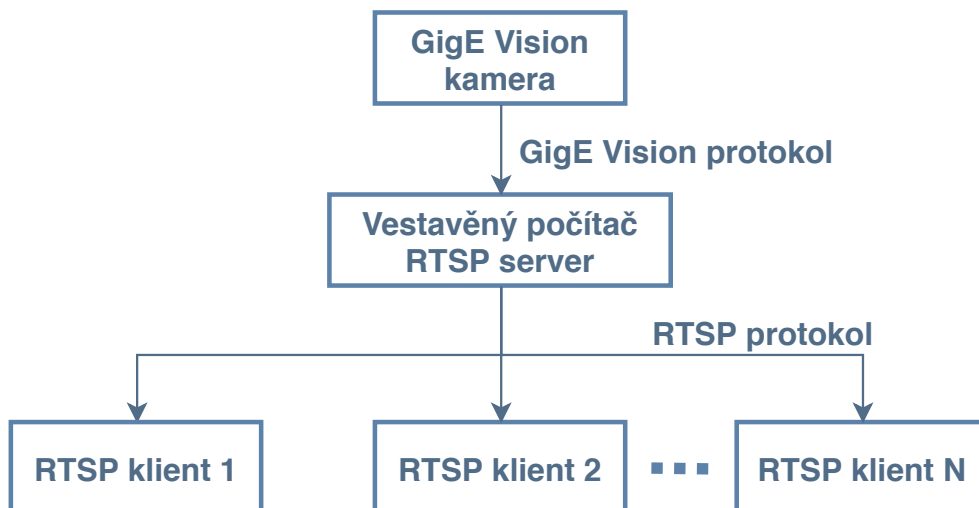 GigE Vision
kamera
GigE Vision protokol
Vestavěný počítač
RTSP server
RTSP protokol
RTSP klient 1
RTSP klient 2
RTSP klient N